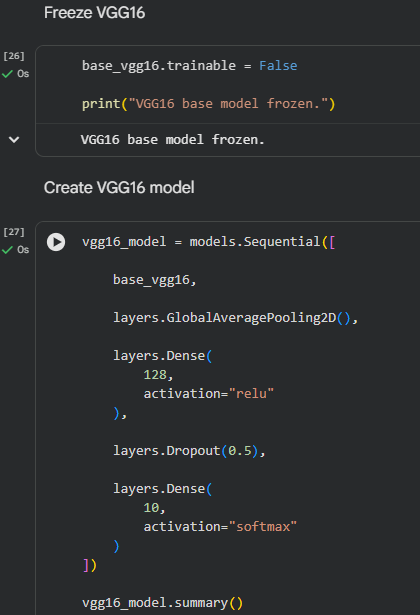 Freeze VGG16
[26]
0s
base_vgg16.trainable = False
print("VGG16 base model frozen.")
VGG16 base model frozen.
Create VGG16 model
[27]
0s
vgg16_model = models.Sequential([
base_vgg16,
layers.GlobalAveragePooling2D(),
layers.Dense(
128,
activation="relu"
),
layers.Dropout(0.5),
layers.Dense(
10,
activation="softmax"
)
])
vgg16_model.summary()